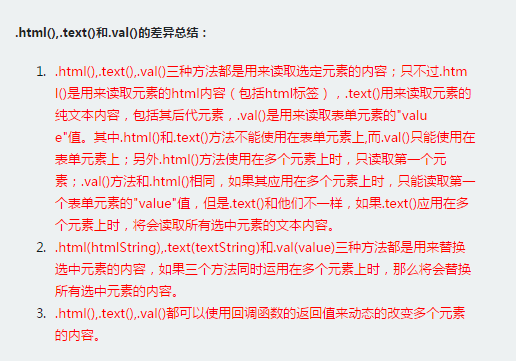 .html(),.text()和.val()的差异总结：
1. .html(),.text(),.val()三种方法都是用来读取选定元素的内容；只不过.htm
l()是用来读取元素的html内容（包括html标签），.text()用来读取元素的
纯文本内容，包括其后代元素，.val()是用来读取表单元素的"valu
e"值。其中.html()和.text()方法不能使用在表单元素上,而.val()只能使用在
表单元素上；另外.html()方法使用在多个元素上时，只读取第一个元
素；.val()方法和.html()相同，如果其应用在多个元素上时，只能读取第一
个表单元素的"value"值，但是.text()和他们不一样，如果.text()应用在多
个元素上时，将会读取所有选中元素的文本内容。
2. .html(htmlString),.text(textString)和.val(value)三种方法都是用来替换
选中元素的内容，如果三个方法同时运用在多个元素上时，那么将会替换
所有选中元素的内容。
3. .html(),.text(),.val()都可以使用回调函数的返回值来动态的改变多个元素
的内容。